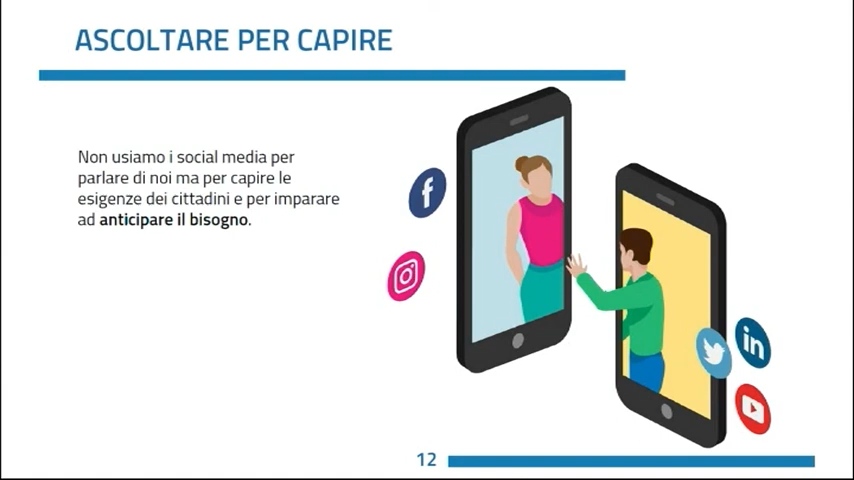 ASCOLTARE PER CAPIRE
Non usiamo i social media per
parlare di noi ma per capire le
esigenze dei cittadini e per imparare
ad anticipare il bisogno.
12